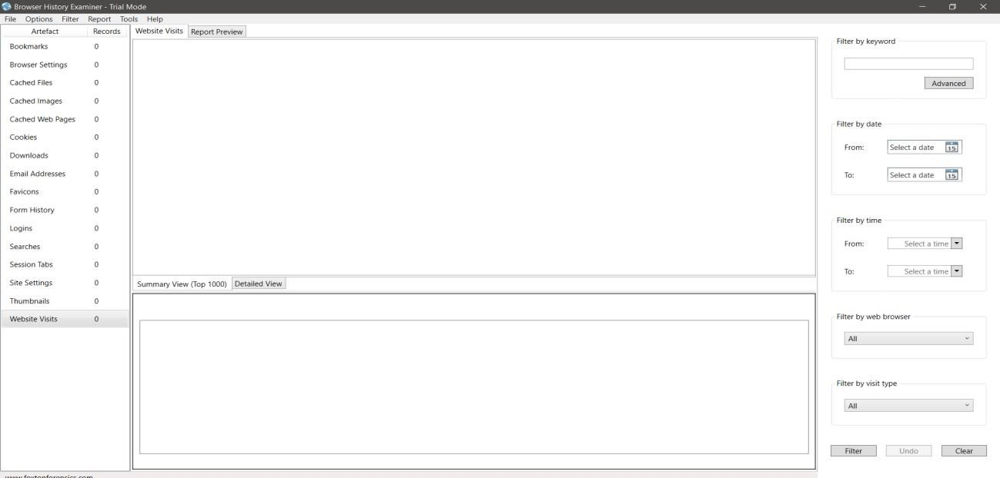 Browser History Examiner - Trial Mode
File Options Filter Report Tools Help
Artefact Records
Bookmarks 0
Browser Settings 0
Cached Files 0
Cached Images 0
Cached Web Pages 0
Cookies 0
Downloads 0
Email Addresses 0
Favicons 0
Form History 0
Logins 0
Searches 0
Session Tabs 0
Site Settings 0
Thumbnails 0
Website Visits 0
Website Visits Report Preview
Summary View (Top 1000) Detailed View
Filter by keyword
Advanced
Filter by date
From: Select a date 15
To: Select a date 15
Filter by time
From: Select a time
To: Select a time
Filter by web browser
All
Filter by visit type
All
Filter Undo Clear
www.foxtonforensics.com